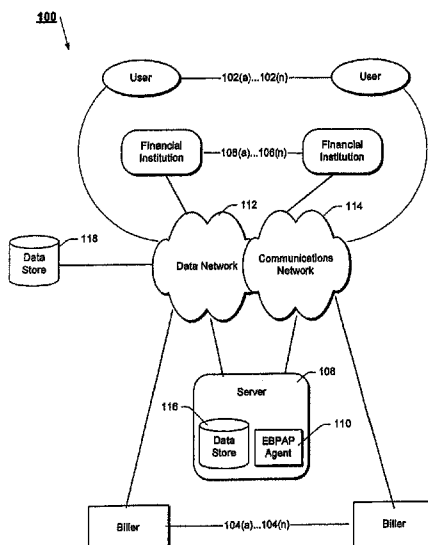 100
User
102(a)...102(n)
User
Financial
Institution
106(a)...106(n)
Financial
Institution
112
114
118
Data
Store
Data Network
Communications
Network
108
Server
116
Data
Store
EBPAP
Agent
110
Biller
104(a)...104(n)
Biller